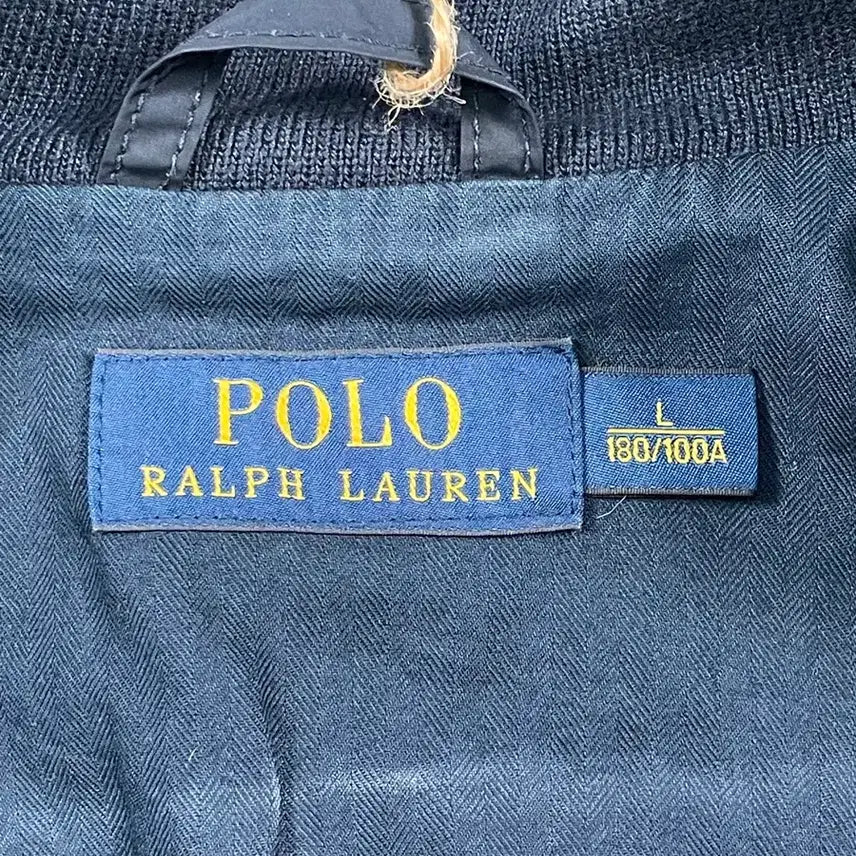 POLO
RALPH LAUREN
L
180/100A